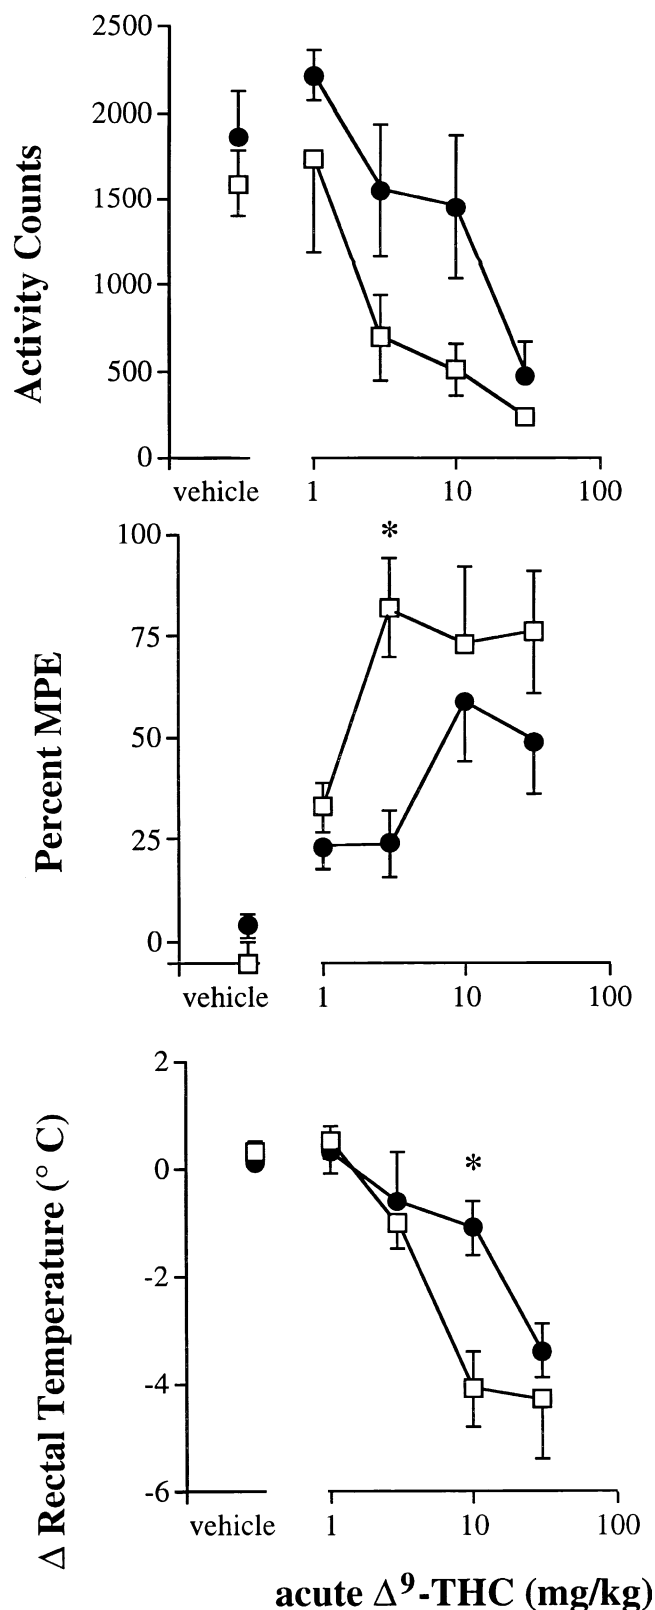 2500
2000
1500
1000
500
0
Activity Counts
vehicle 1 10 100
100
75
50
25
0
Percent MPE
*
vehicle 1 10 100
2
0
-2
-4
-6
Δ Rectal Temperature (° C)
*
vehicle 1 10 100
acute Δ⁹-THC (mg/kg)